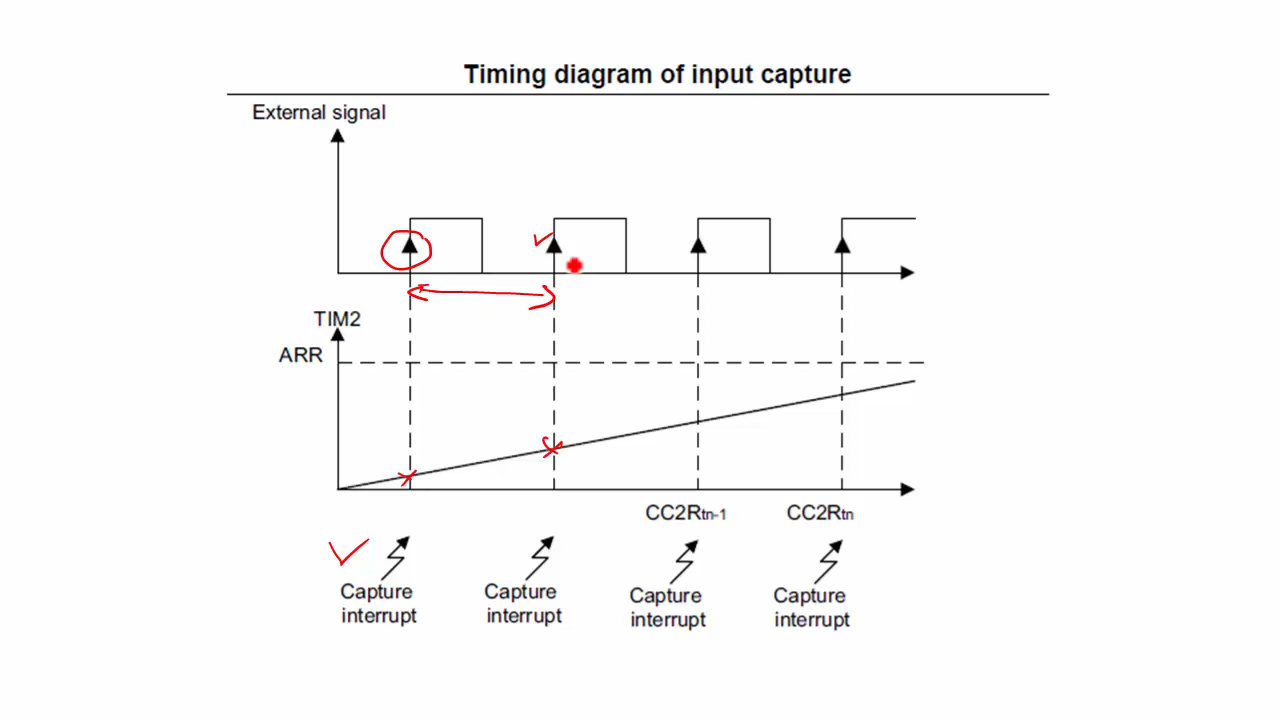 Timing diagram of input capture
External signal
TIM2
ARR
CC2Rtn-1 CC2Rtn
Capture interrupt
Capture interrupt
Capture interrupt
Capture interrupt